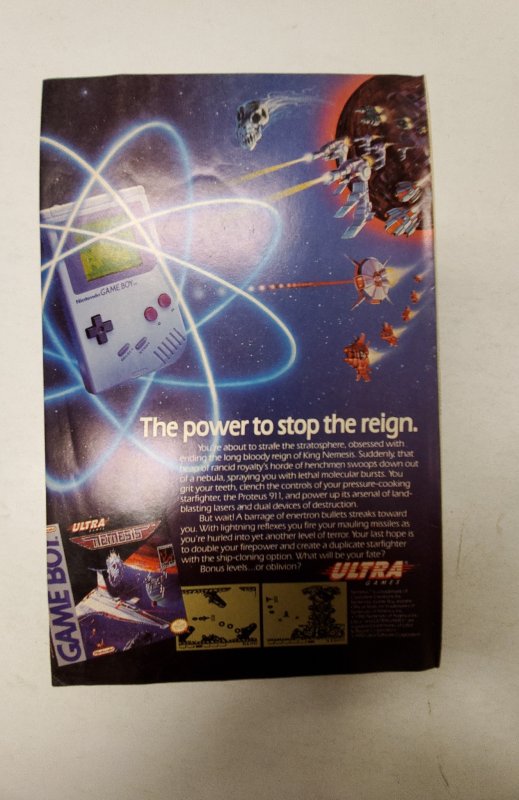 Nintendo GAME BOY
The power to stop the reign.
You're about to strafe the stratosphere, obsessed with
ending the long bloody reign of King Nemesis. Suddenly, that
heap of rancid royalty's horde of henchmen swoops down out
of a nebula, spraying you with lethal molecular bursts. You
grit your teeth, clench the controls of your pressure-cooking
starfighter, the Proteus 911, and power up its arsenal of land-
blasting lasers and dual devices of destruction.
But wait! A barrage of enertron bullets streaks toward
you. With lightning reflexes you fire your mauling missiles as
you're hurled into yet another level of terror. Your last hope is
to double your firepower and create a duplicate starfighter
with the ship-cloning option. What will be your fate?
Bonus levels...or oblivion?
ULTRA
GAMES
GAME BOY
ULTRA
NEMESIS
Nintendo